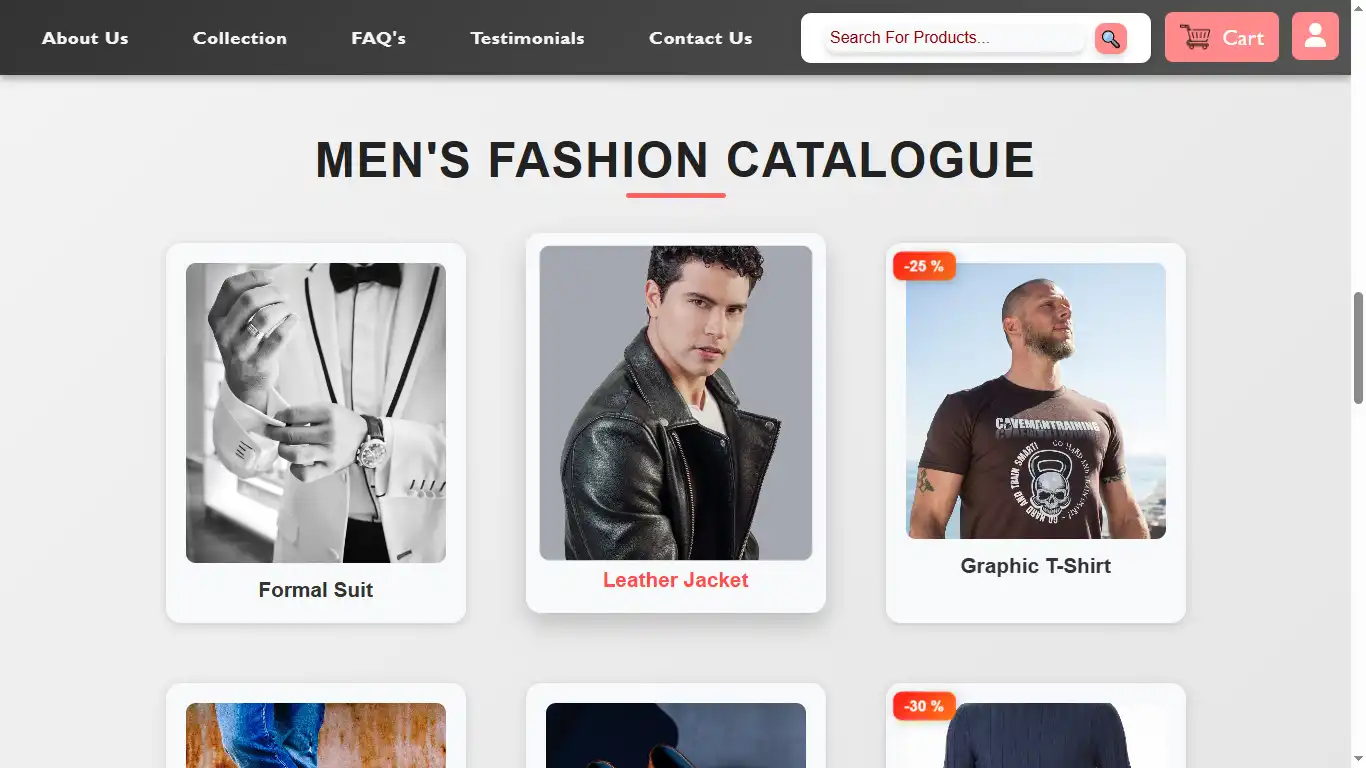 About Us
Collection
FAQ's
Testimonials
Contact Us
Search For Products...
Cart
MEN'S FASHION CATALOGUE
Formal Suit
Leather Jacket
-25 %
CAVEMANTRAINING
GO HARD AND TRAIN SMART!
GO HARD AND TRAIN SMART!
Graphic T-Shirt
-30 %